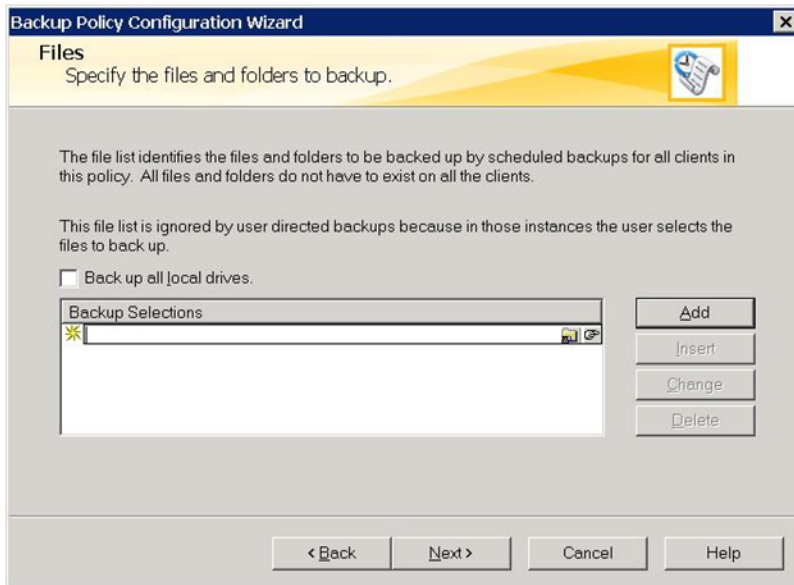 Backup Policy Configuration Wizard
Files
Specify the files and folders to backup.
The file list identifies the files and folders to be backed up by scheduled backups for all clients in
this policy. All files and folders do not have to exist on all the clients.
This file list is ignored by user directed backups because in those instances the user selects the
files to back up.
Back up all local drives.
Backup Selections
Add
Insert
Change
Delete
< Back
Next >
Cancel
Help